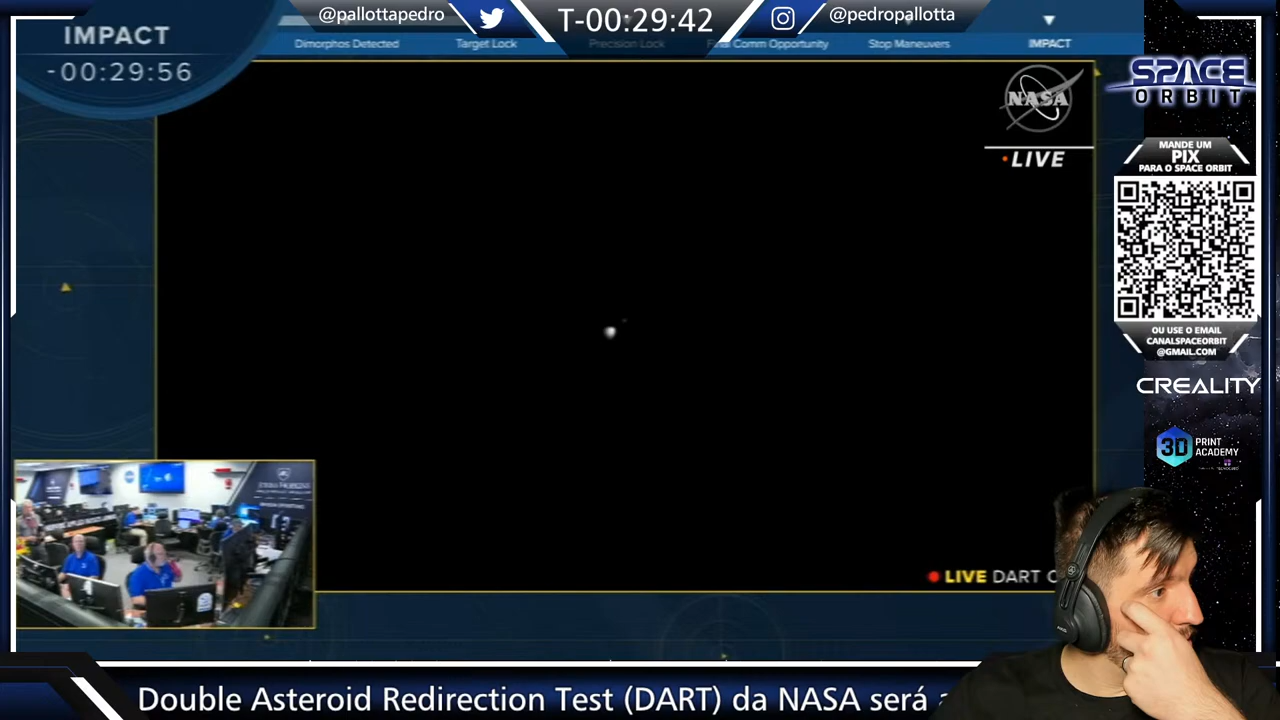 IMPACT
-00:29:56
@pallottapedro
T-00:29:42
@pedropallotta
Dimorphos Detected
Target Lock
Precision Lock
Comm Opportunity
Stop Maneuvers
IMPACT
NASA
LIVE
SPACE
ORBIT
MANDE UM
PIX
PARA O SPACE ORBIT
OU USE O EMAIL
CANALSPACEORBIT
@GMAIL.COM
CREALITY
3D PRINT
ACADEMY
LIVE DART
Double Asteroid Redirection Test (DART) da NASA será a